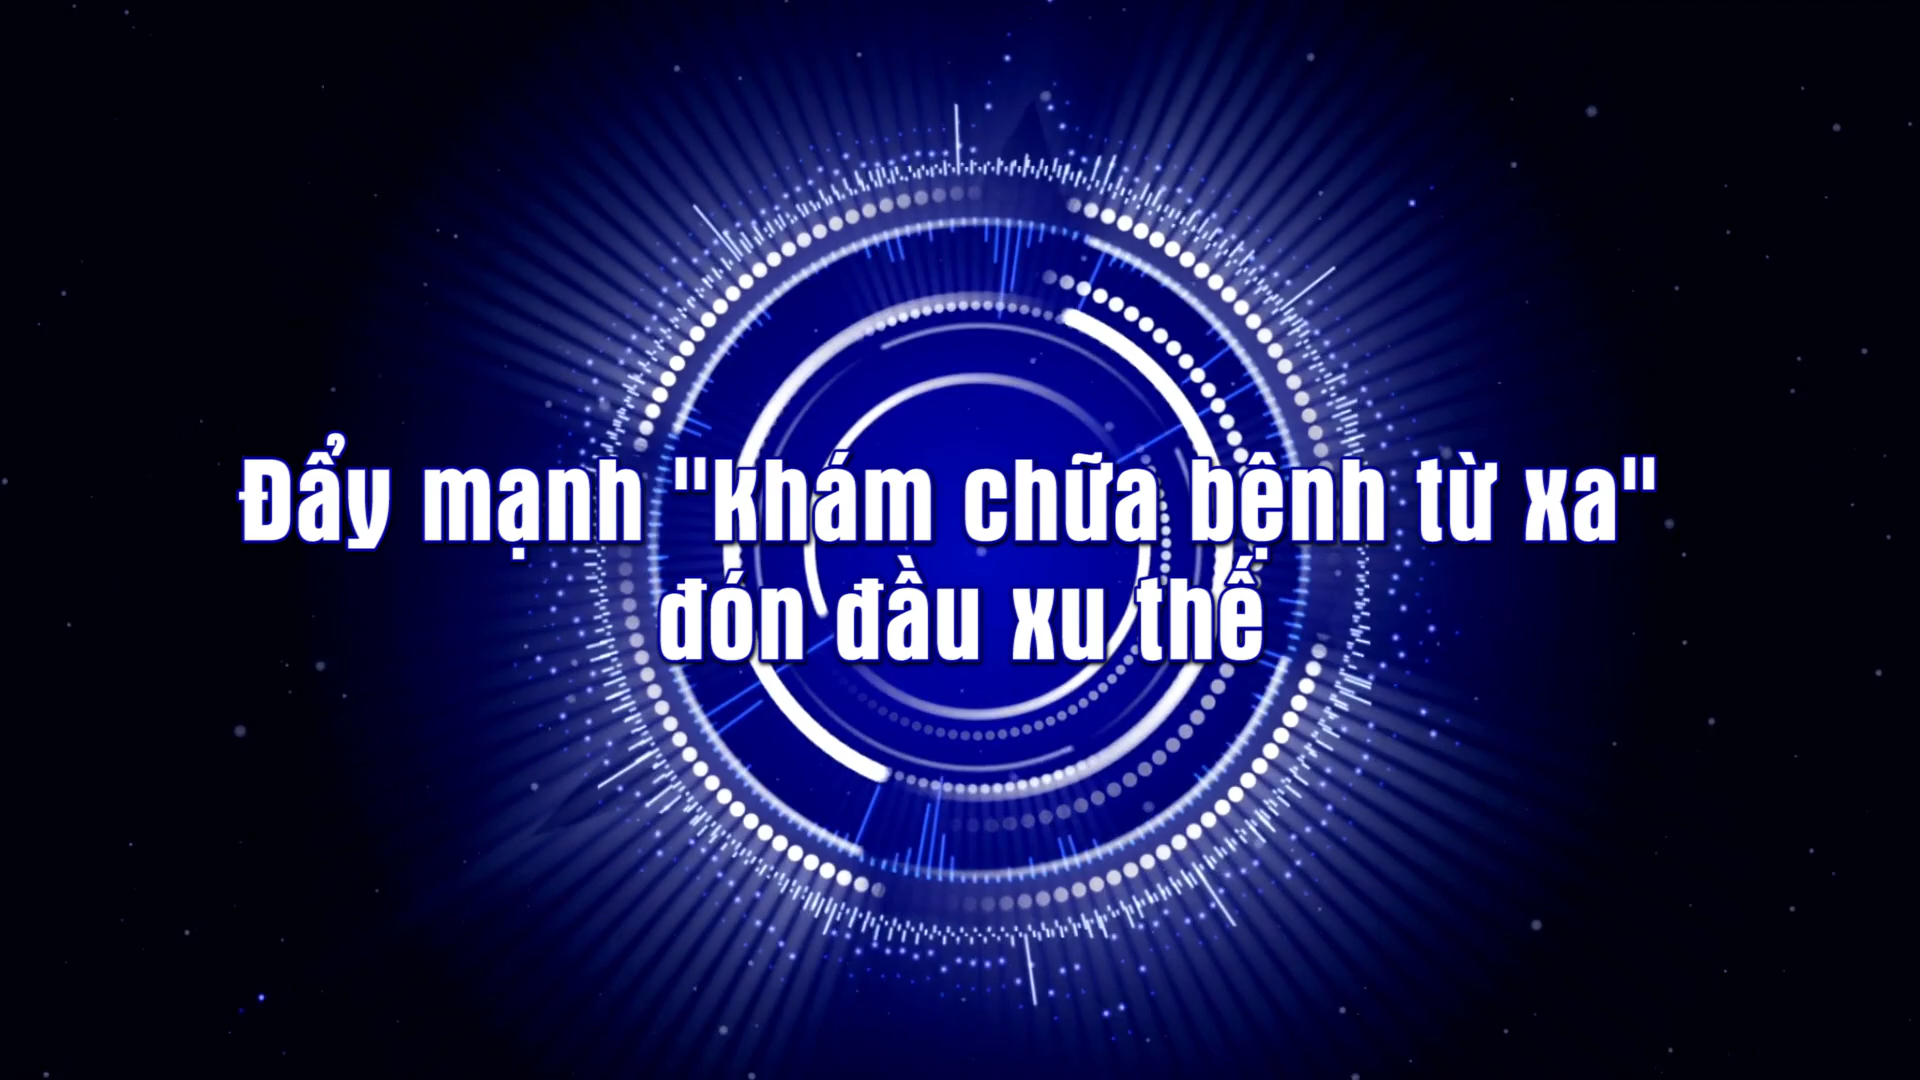 Đẩy mạnh "khám chữa bệnh từ xa"
đón đầu xu thế